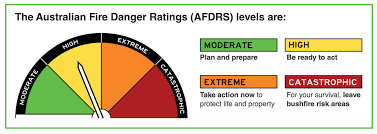 The Australian Fire Danger Ratings (AFDRS) levels are:
MODERATE
HIGH
EXTREME
CATASTROPHIC
MODERATE
Plan and prepare
HIGH
Be ready to act
EXTREME
Take action now to
protect life and property
CATASTROPHIC
For your survival, leave
bushfire risk areas